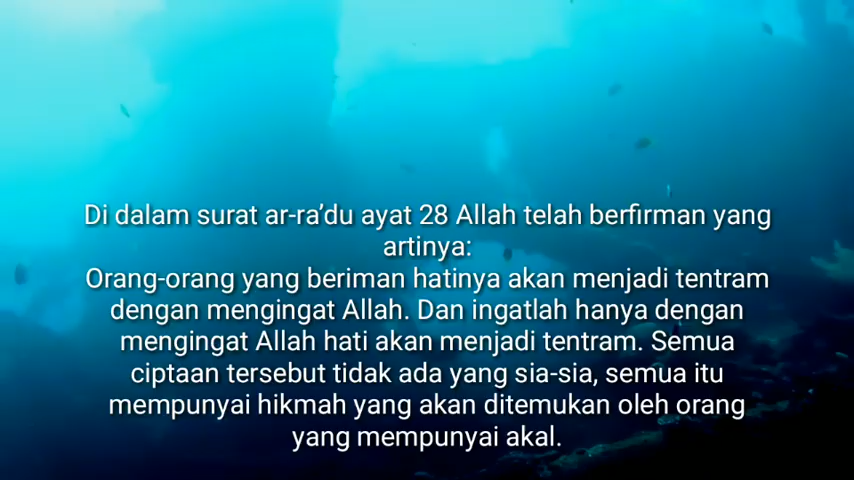 Di dalam surat ar-ra’du ayat 28 Allah telah berfirman yang
artinya:
Orang-orang yang beriman hatinya akan menjadi tentram
dengan mengingat Allah. Dan ingatlah hanya dengan
mengingat Allah hati akan menjadi tentram. Semua
ciptaan tersebut tidak ada yang sia-sia, semua itu
mempunyai hikmah yang akan ditemukan oleh orang
yang mempunyai akal.